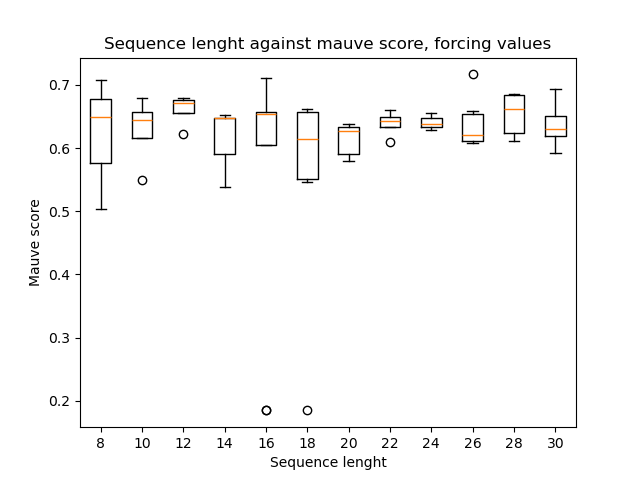 Sequence lenght against mauve score, forcing values
0.7
0.6
0.5
0.4
0.3
0.2
Mauve score
8 10 12 14 16 18 20 22 24 26 28 30
Sequence lenght